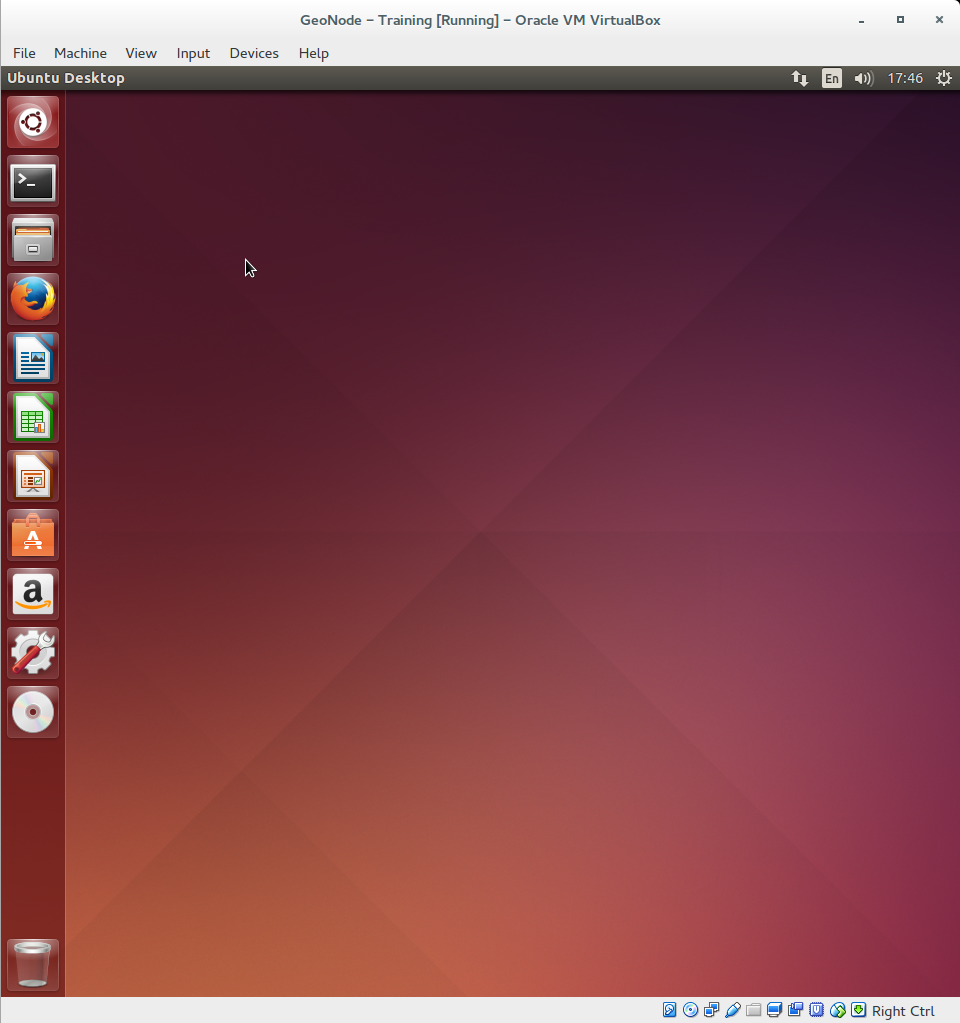 GeoNode – Training [Running] – Oracle VM VirtualBox
File Machine View Input Devices Help
Ubuntu Desktop En 17:46
>_
A
a
Right Ctrl